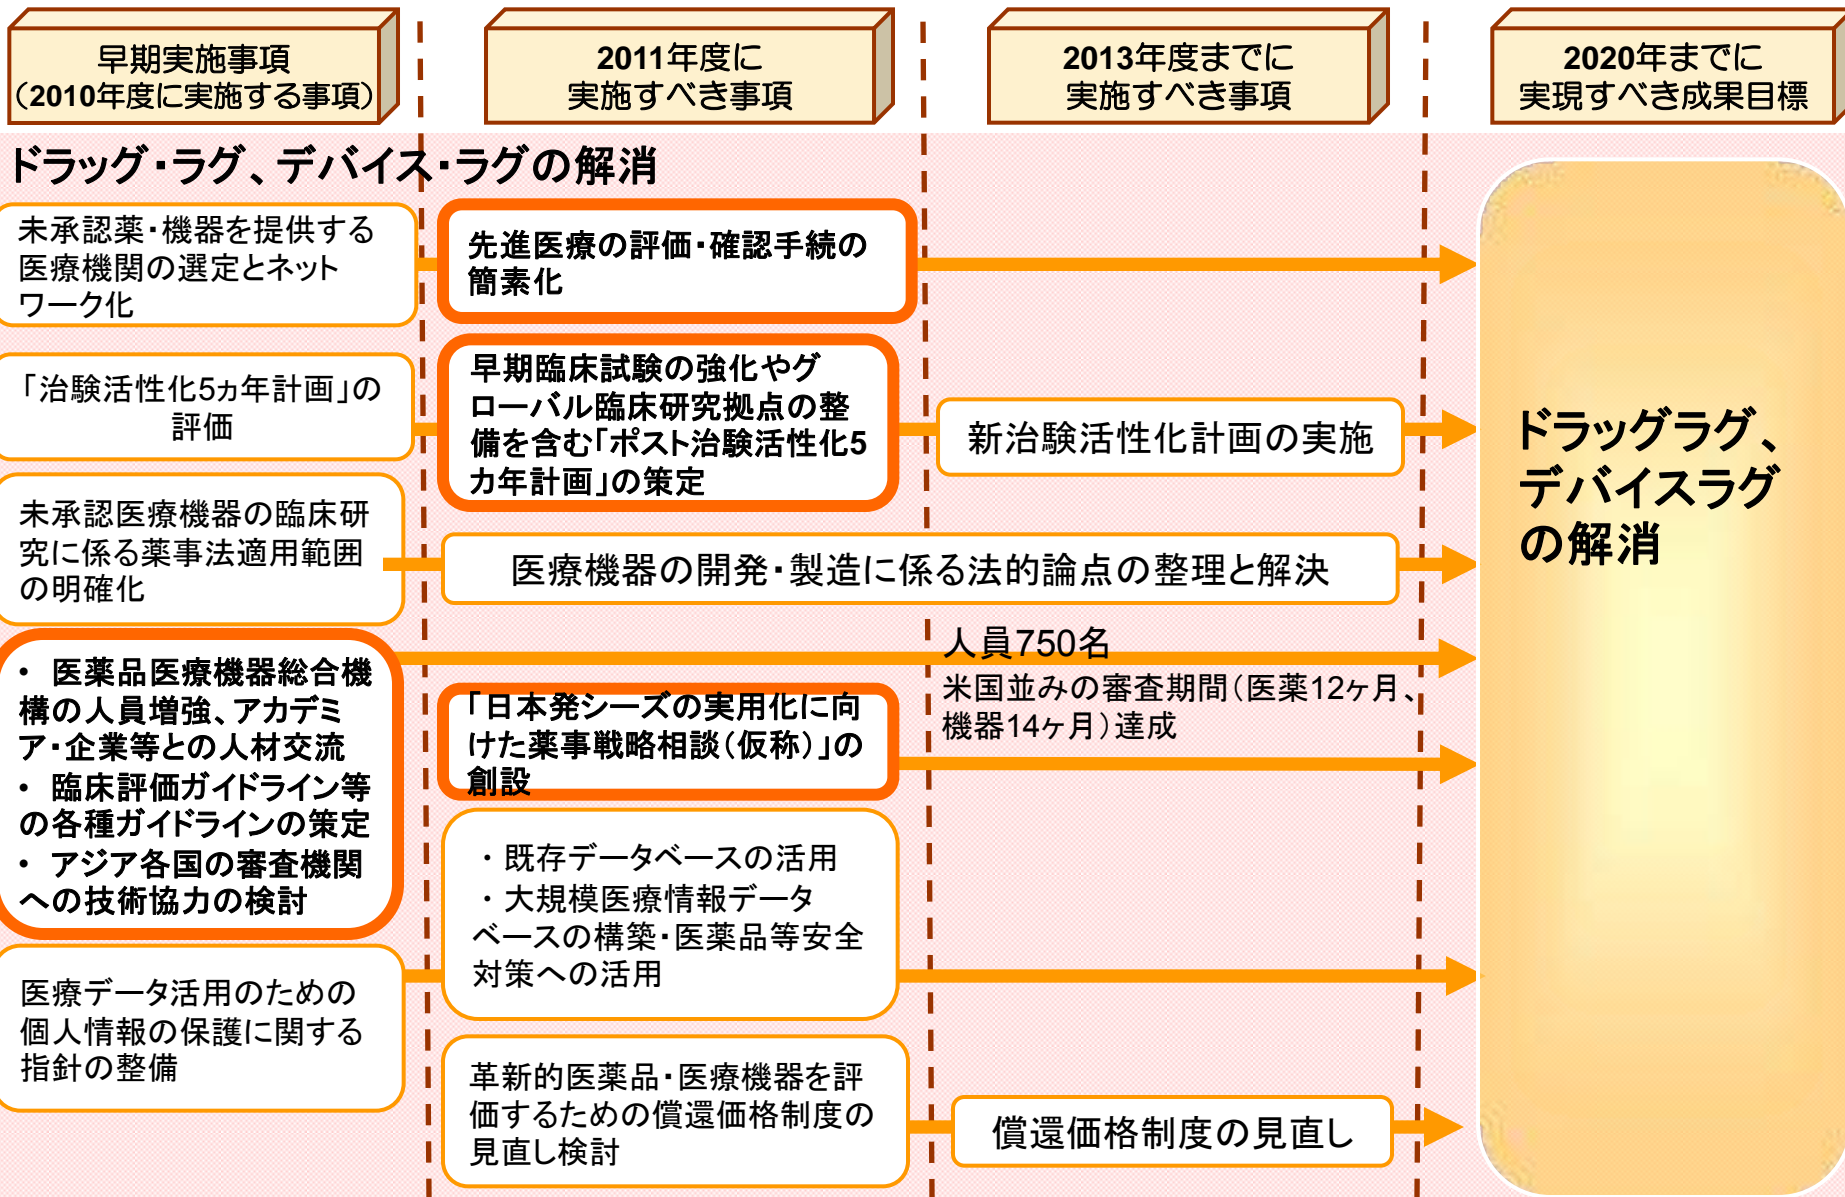 早期実施事項
（2010年度に実施する事項）
2011年度に
実施すべき事項
2013年度までに
実施すべき事項
2020年までに
実現すべき成果目標
ドラッグ・ラグ、デバイス・ラグの解消
未承認薬・機器を提供する
医療機関の選定とネット
ワーク化
先進医療の評価・確認手続の
簡素化
「治験活性化5ヵ年計画」の
評価
早期臨床試験の強化やグ
ローバル臨床研究拠点の整
備を含む「ポスト治験活性化5
カ年計画」の策定
新治験活性化計画の実施
未承認医療機器の臨床研
究に係る薬事法適用範囲
の明確化
医療機器の開発・製造に係る法的論点の整理と解決
・ 医薬品医療機器総合機
構の人員増強、アカデミ
ア・企業等との人材交流
・ 臨床評価ガイドライン等
の各種ガイドラインの策定
・ アジア各国の審査機関
への技術協力の検討
人員750名
米国並みの審査期間（医薬12ヶ月、
機器14ヶ月）達成
「日本発シーズの実用化に向
けた薬事戦略相談（仮称）」の
創設
・既存データベースの活用
・大規模医療情報データ
ベースの構築・医薬品等安全
対策への活用
医療データ活用のための
個人情報の保護に関する
指針の整備
革新的医薬品・医療機器を評
価するための償還価格制度の
見直し検討
償還価格制度の見直し
ドラッグラグ、
デバイスラグ
の解消